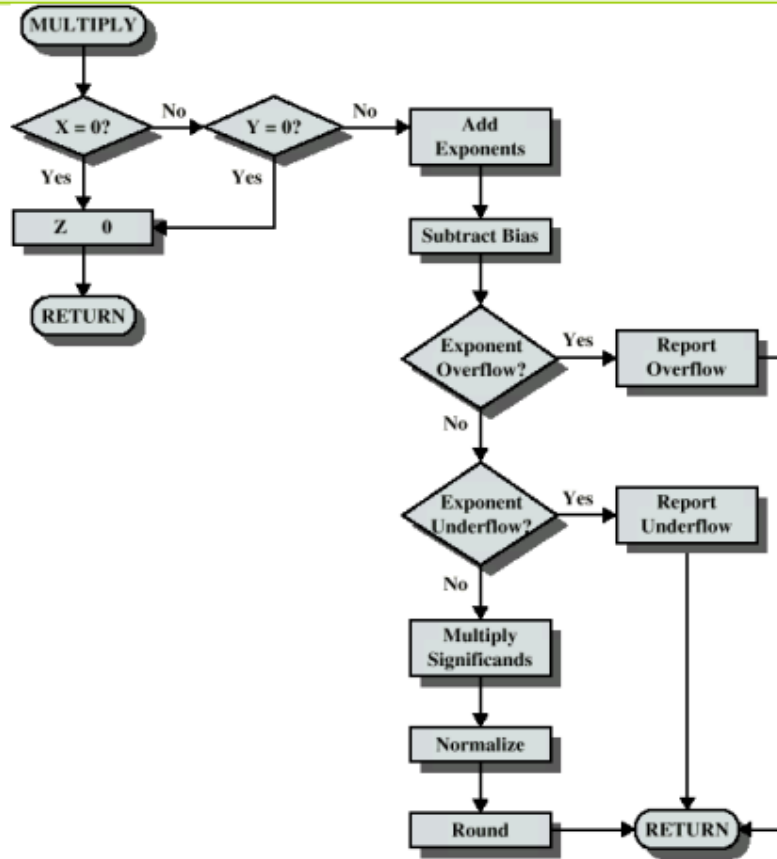 MULTIPLY
X = 0?
No
Y = 0?
No
Add
Exponents
Yes
Yes
Z 0
Subtract Bias
RETURN
Exponent
Overflow?
Yes
Report
Overflow
No
Exponent
Underflow?
Yes
Report
Underflow
No
Multiply
Significands
Normalize
Round
RETURN